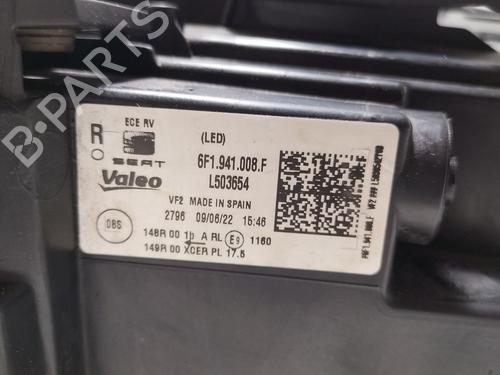 ECE RV
R
(LED)
SEAT
6F1.941.008.F
Valeo
L503654
VF2 MADE IN SPAIN
2796 09/06/22 15:46
DBS
148R 00 1b A RL E9 1160
149R 00 XCER PL 17.5
B-PARTS